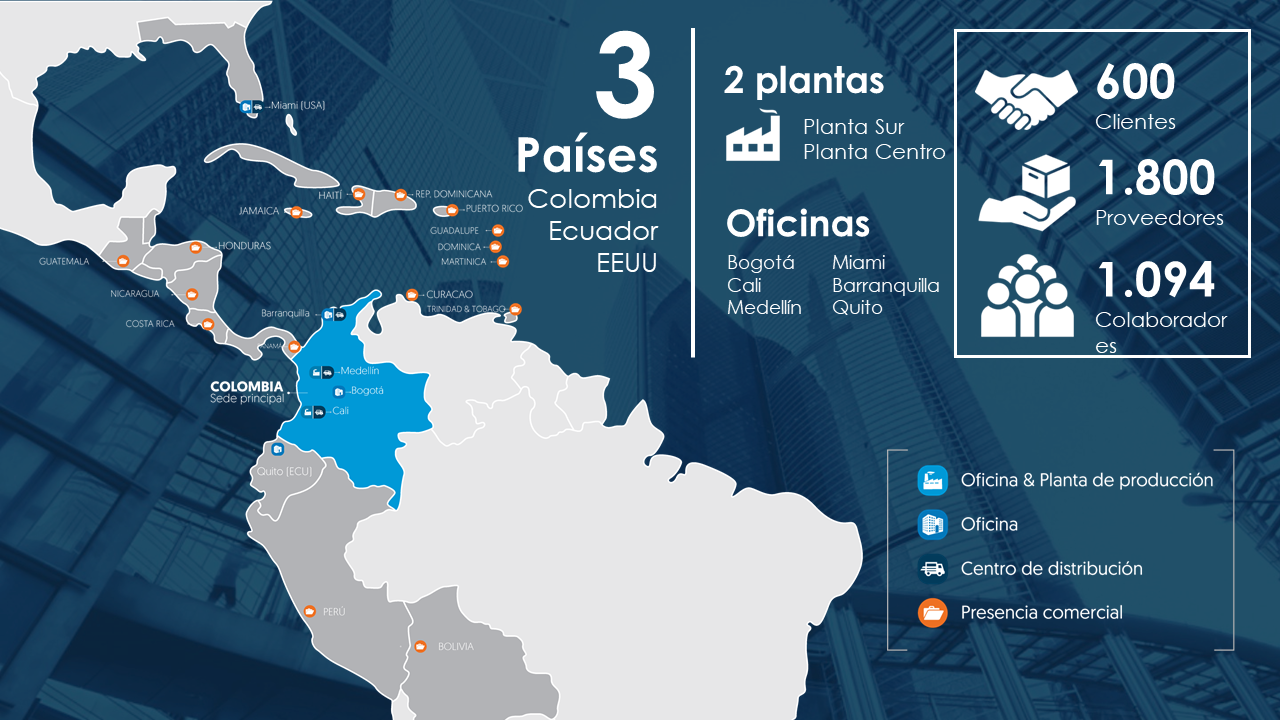 3
Países
Colombia
Ecuador
EEUU
2 plantas
Planta Sur
Planta Centro
Oficinas
Bogotá
Cali
Medellín
Miami
Barranquilla
Quito
600
Clientes
1.800
Proveedores
1.094
Colaborador
es
Miami (USA)
HAITÍ
REP. DOMINICANA
JAMAICA
PUERTO RICO
GUADALUPE
DOMINICA
MARTINICA
HONDURAS
GUATEMALA
NICARAGUA
CURACAO
TRINIDAD & TOBAGO
Barranquilla
COSTA RICA
PANAMÁ
Medellín
COLOMBIA
Sede principal
Bogotá
Cali
Quito (ECU)
PERÚ
BOLIVIA
Oficina & Planta de producción
Oficina
Centro de distribución
Presencia comercial